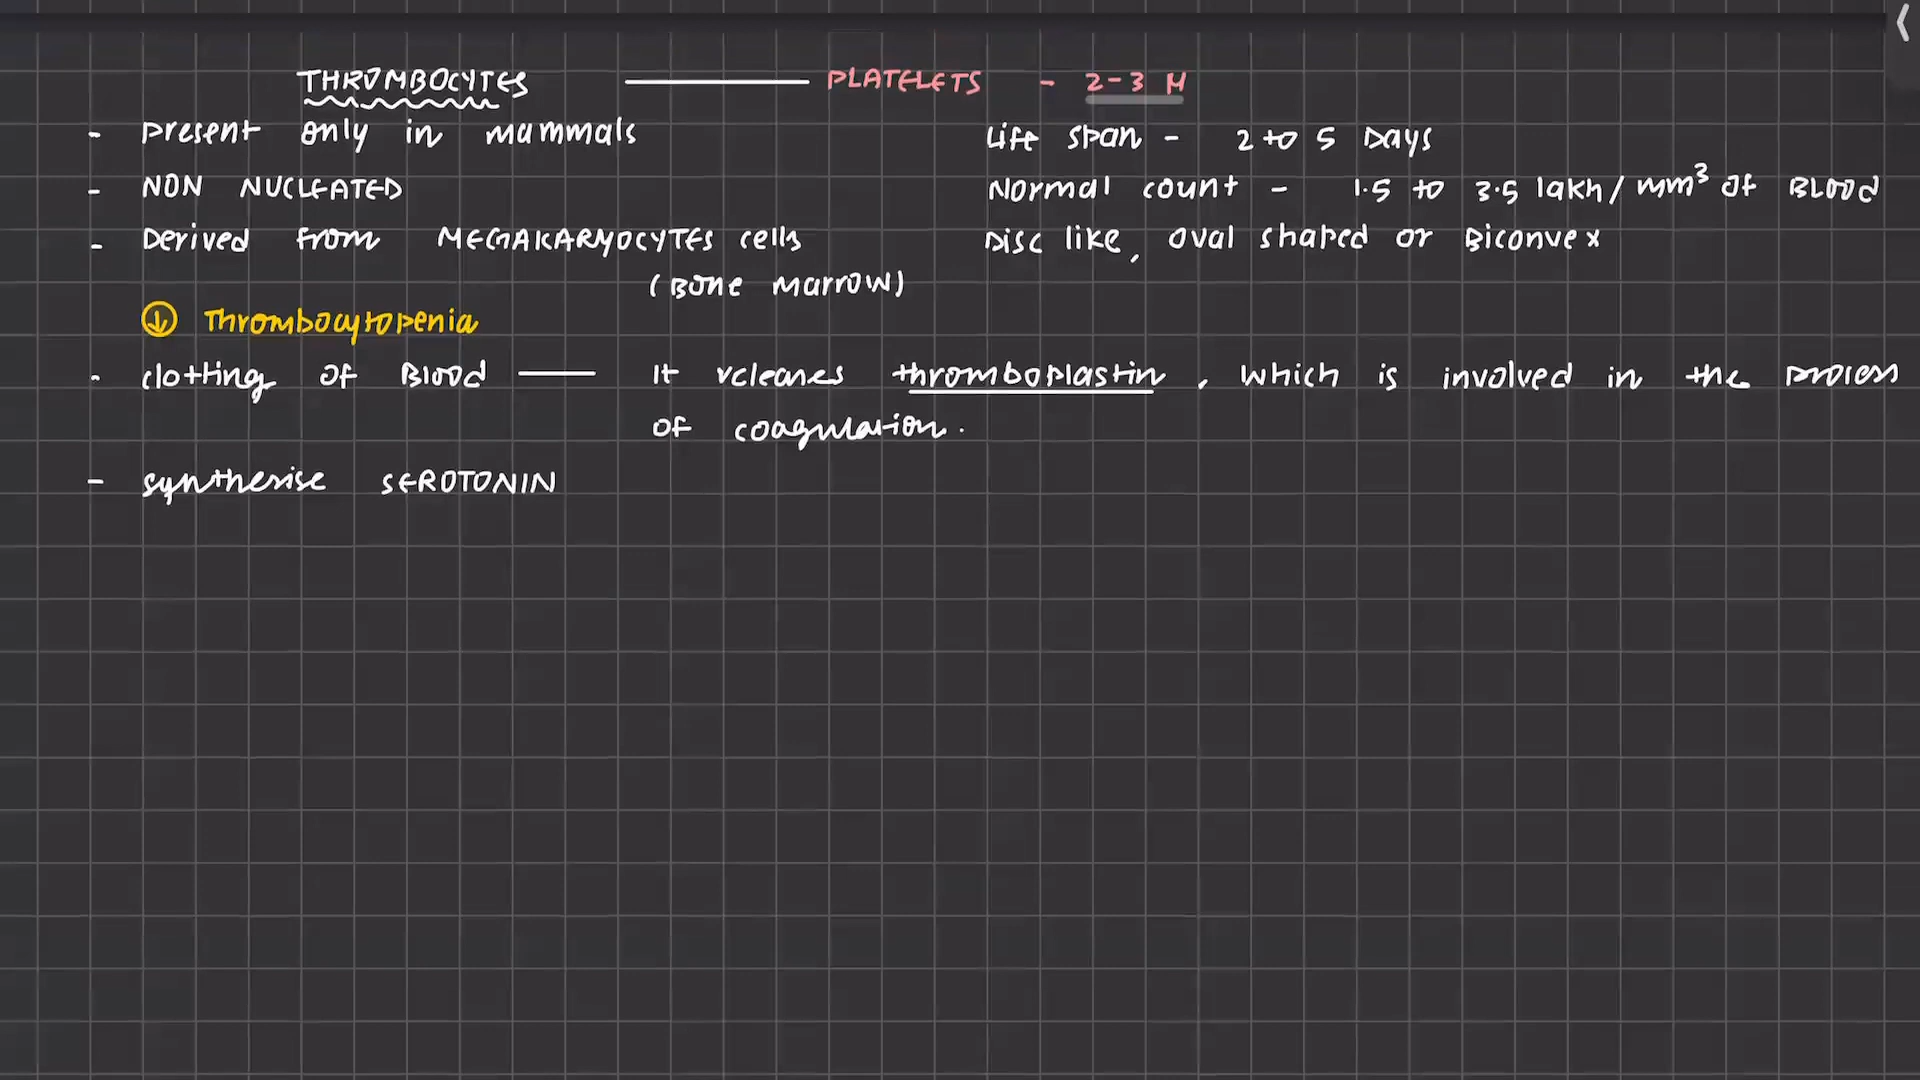 THROMBOCYTES —— PLATELETS - 2-3 M
- Present only in mammals
Life span - 2 to 5 Days
- NON NUCLEATED
Normal count - 1.5 to 3.5 lakh/mm³ of Blood
- Derived from MEGAKARYOCYTES cells
(Bone marrow)
Disc like, oval shaped or Biconvex
↓ Thrombocytopenia
- clotting of Blood —— It releases thromboplastin, which is involved in the process
of coagulation.
- synthesise SEROTONIN